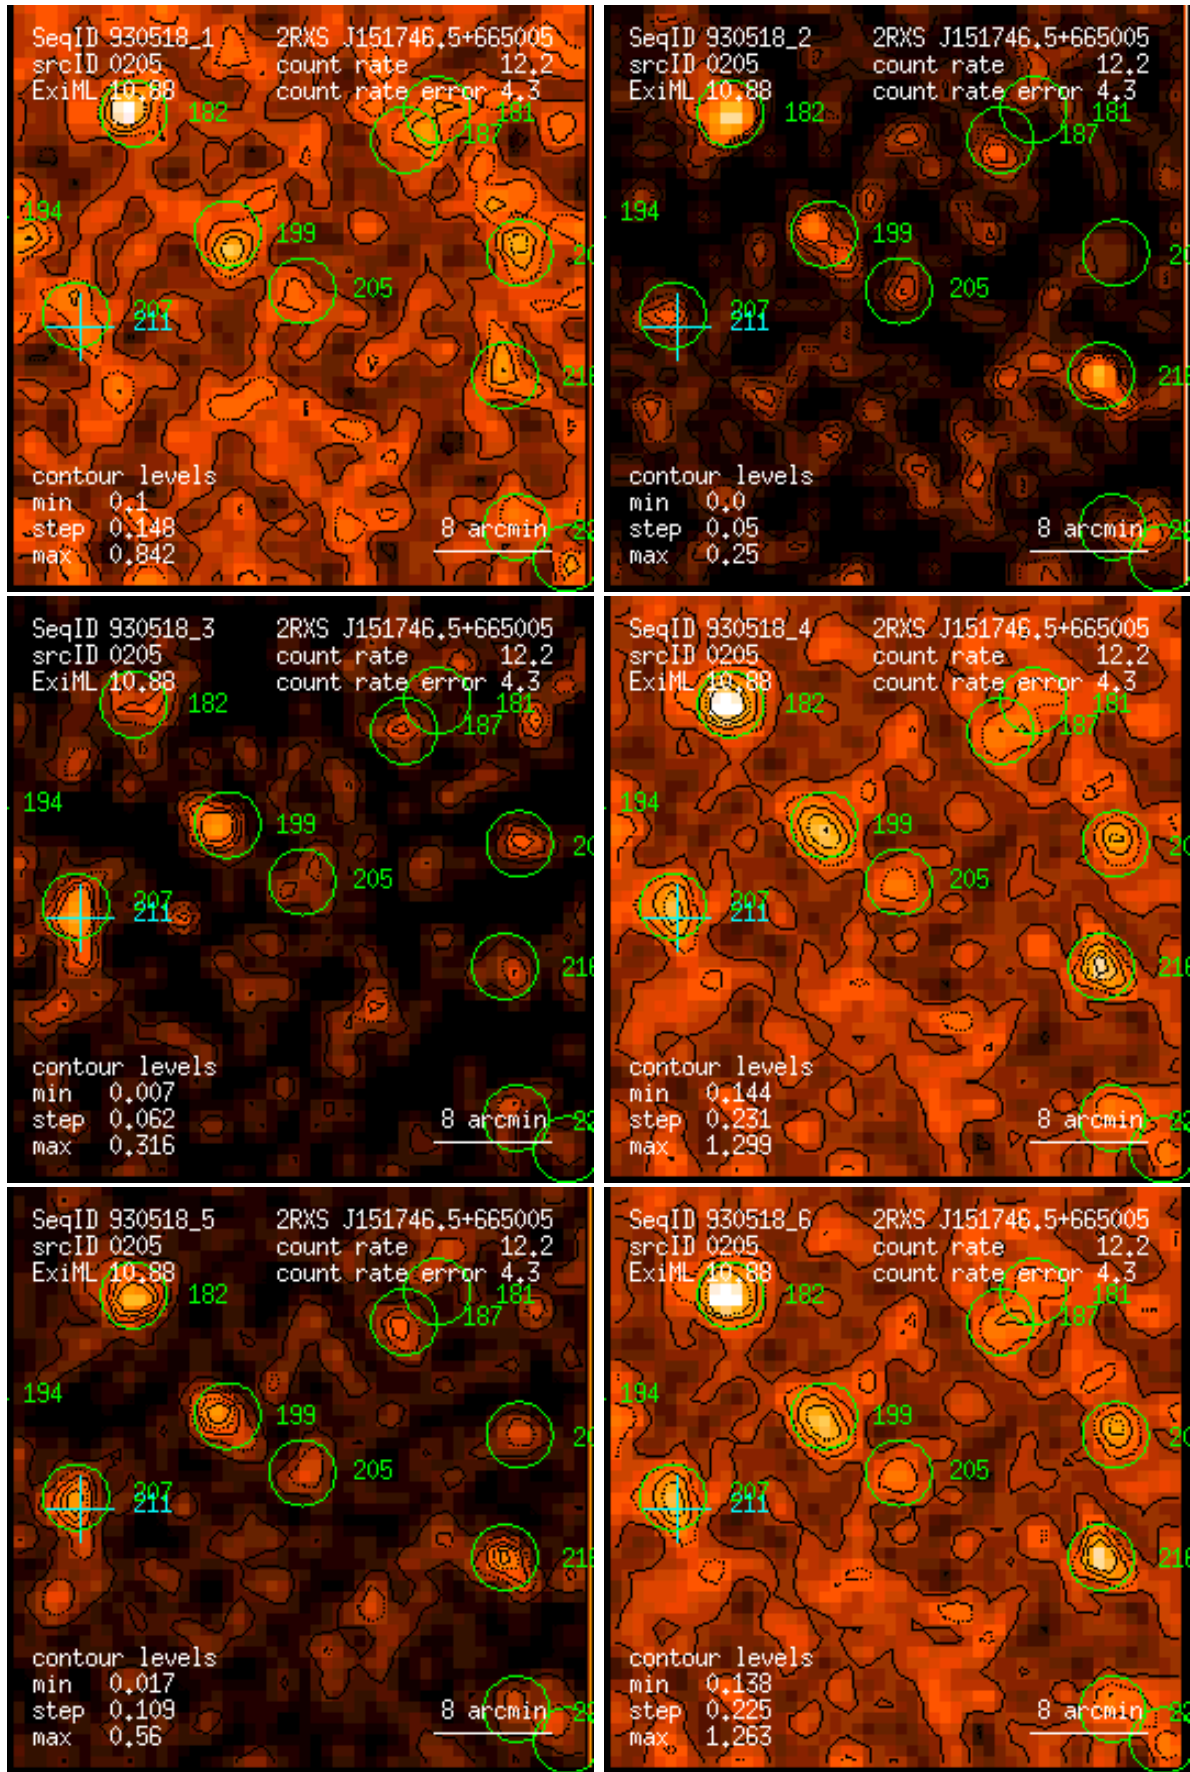 SeqID 930518_1 2RXS J151746.5+665005
srcID 0205 count rate 12.2
ExiML 10.88 count rate error 4.3
182
181
187
194
199
205
211
contour levels
min 0.1
step 0.148 8 arcmin
max 0.842
SeqID 930518_2 2RXS J151746.5+665005
srcID 0205 count rate 12.2
ExiML 10.88 count rate error 4.3
182
181
187
194
199
205
211
contour levels
min 0.0
step 0.05 8 arcmin
max 0.25
SeqID 930518_3 2RXS J151746.5+665005
srcID 0205 count rate 12.2
ExiML 10.88 count rate error 4.3
182
181
187
194
199
205
211
contour levels
min 0.007
step 0.062 8 arcmin
max 0.316
SeqID 930518_4 2RXS J151746.5+665005
srcID 0205 count rate 12.2
ExiML 10.88 count rate error 4.3
182
181
187
194
199
205
211
contour levels
min 0.144
step 0.231 8 arcmin
max 1.299
SeqID 930518_5 2RXS J151746.5+665005
srcID 0205 count rate 12.2
ExiML 10.88 count rate error 4.3
182
181
187
194
199
205
211
contour levels
min 0.017
step 0.109 8 arcmin
max 0.56
SeqID 930518_6 2RXS J151746.5+665005
srcID 0205 count rate 12.2
ExiML 10.88 count rate error 4.3
182
181
187
194
199
205
211
contour levels
min 0.138
step 0.225 8 arcmin
max 1.263